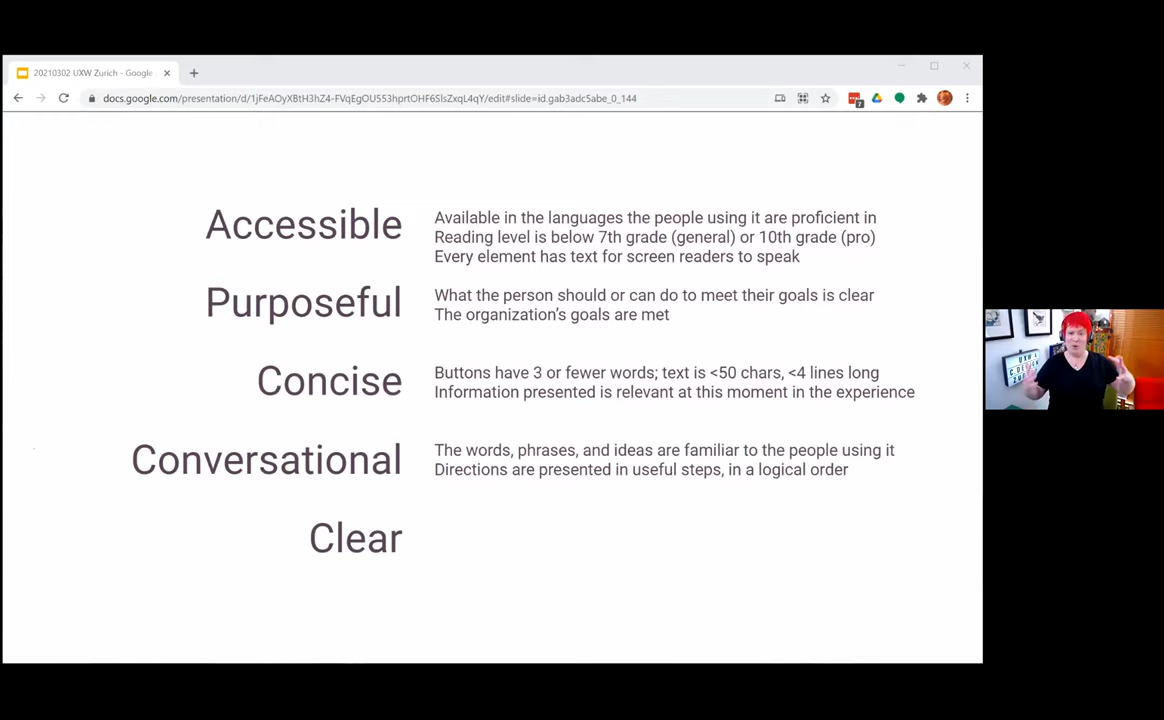 20210302 UXW Zurich - Google
docs.google.com/presentation/d/1jFeAOyXBtH3hZ4-FVqEgOU553hprtOHF6SlsZxqL4qY/edit#slide=id.gab3adc5abe_0_144
7
Accessible
Available in the languages the people using it are proficient in
Reading level is below 7th grade (general) or 10th grade (pro)
Every element has text for screen readers to speak
Purposeful
What the person should or can do to meet their goals is clear
The organization’s goals are met
Concise
Buttons have 3 or fewer words; text is <50 chars, <4 lines long
Information presented is relevant at this moment in the experience
Conversational
The words, phrases, and ideas are familiar to the people using it
Directions are presented in useful steps, in a logical order
Clear
UXW &